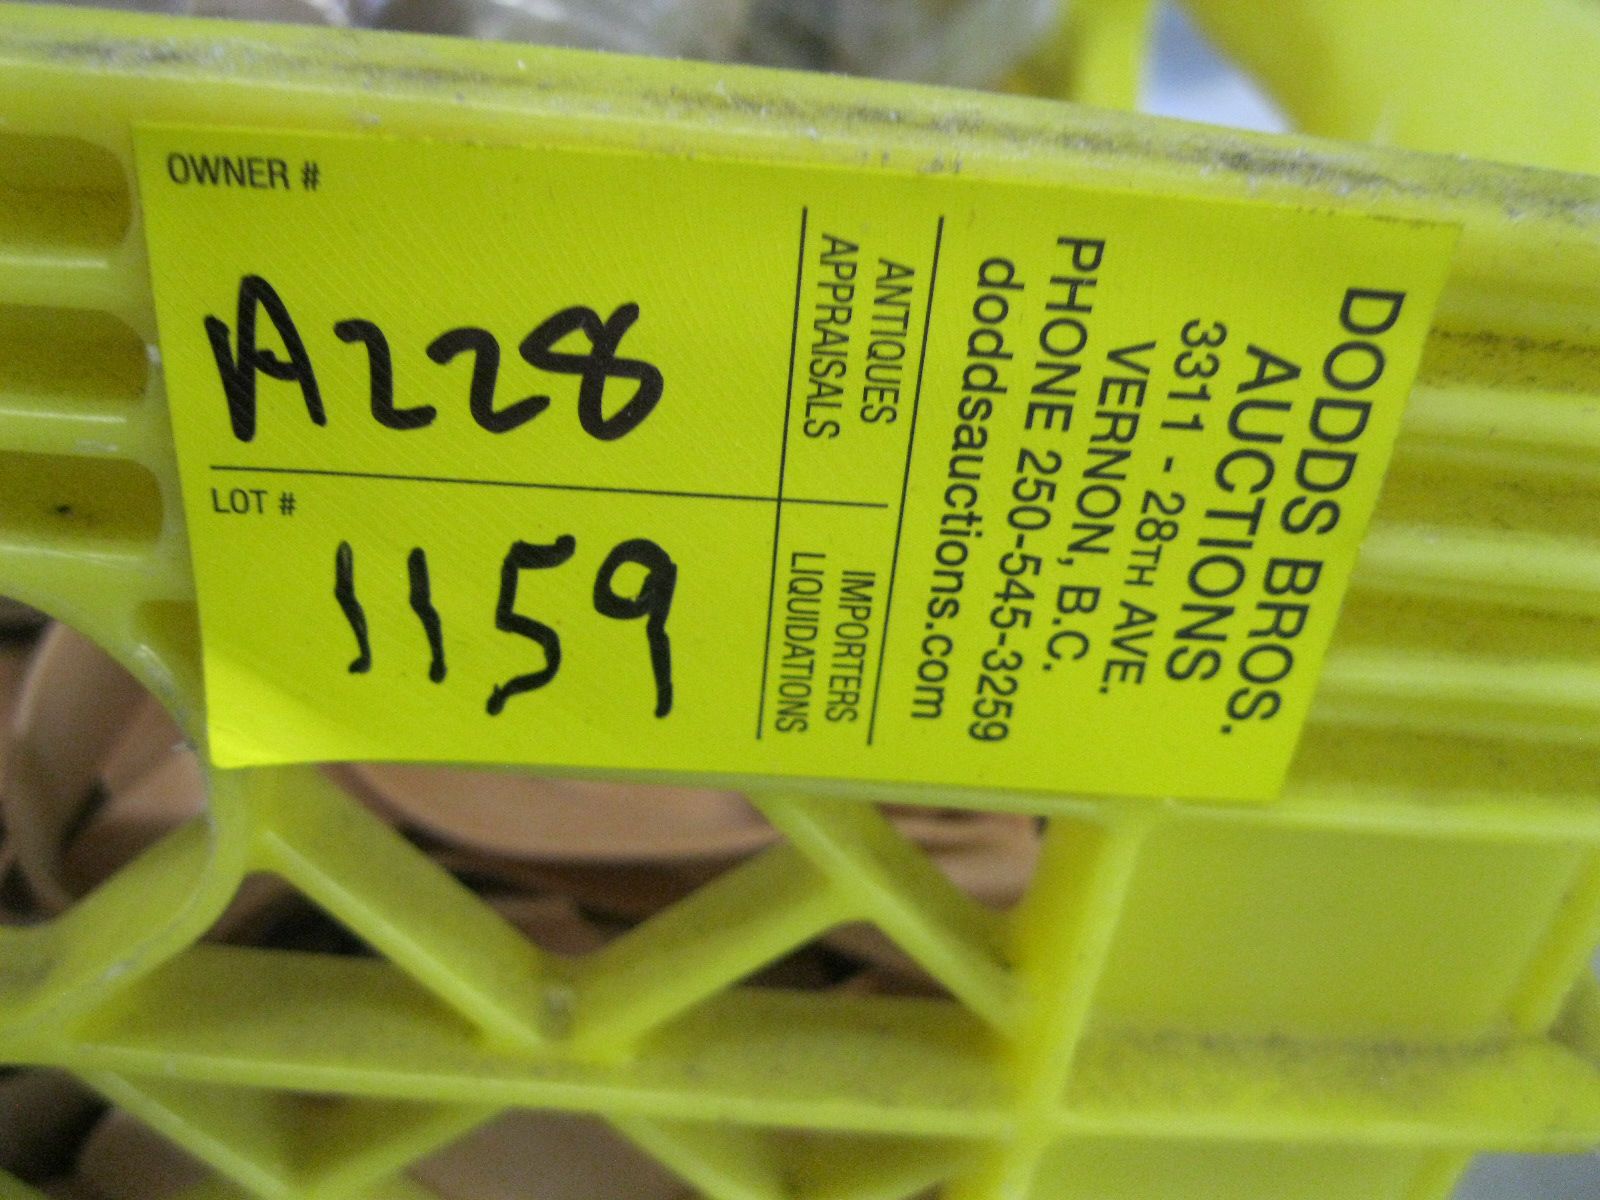 DODDS BROS.
AUCTIONS
3311 - 28TH AVE.
VERNON, B.C.
PHONE 250-545-3259
doddsauctions.com
ANTIQUES
APPRAISALS
IMPORTERS
LIQUIDATIONS
OWNER #
A228
LOT #
1159